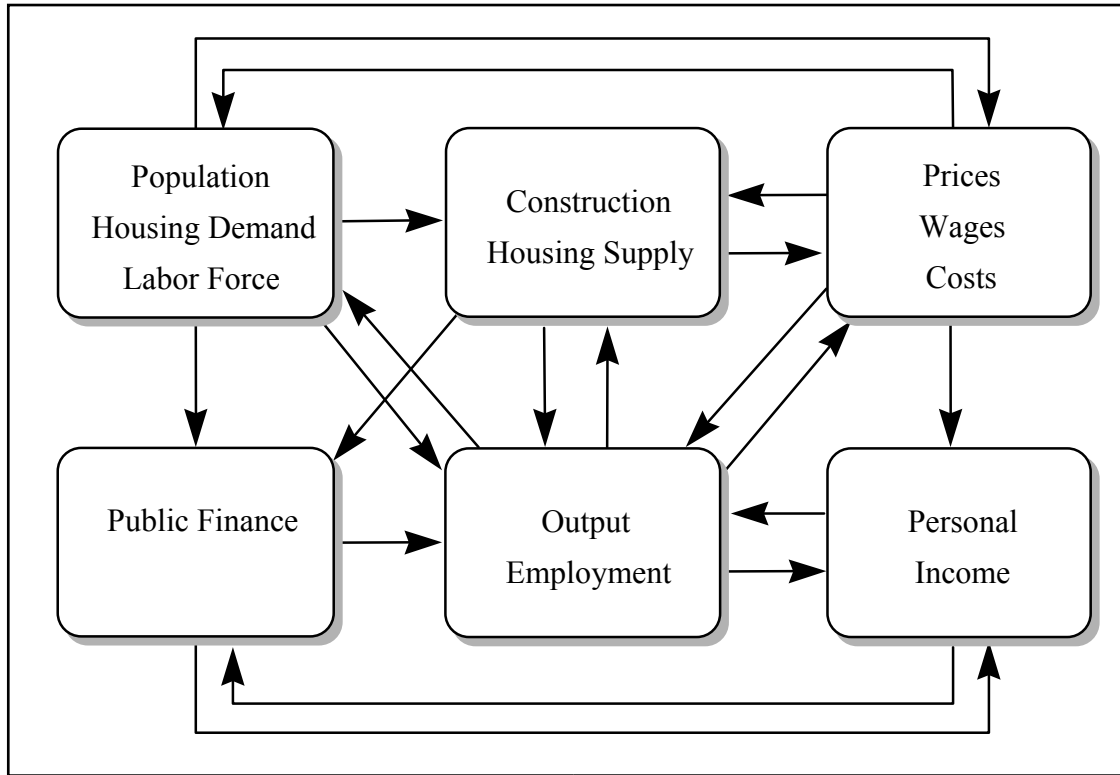 Population
Housing Demand
Labor Force
Construction
Housing Supply
Prices
Wages
Costs
Public Finance
Output
Employment
Personal
Income